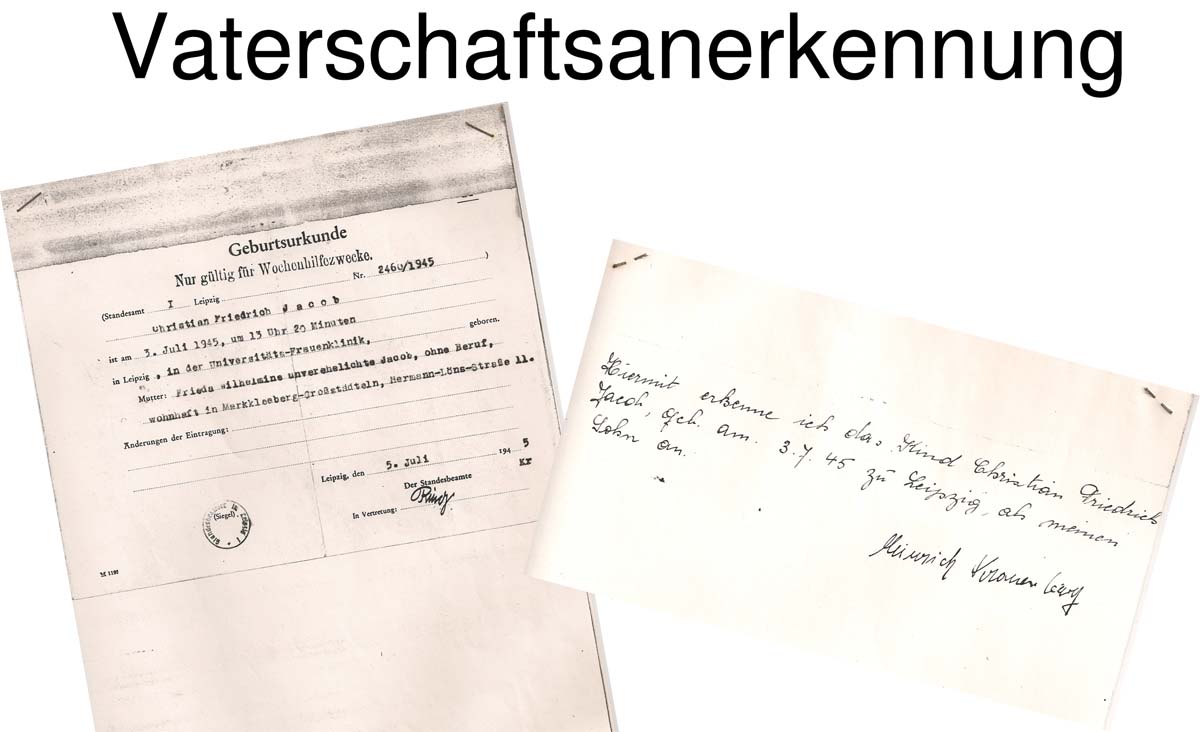 Vaterschaftsanerkennung
Geburtsurkunde
Nur gültig für Wochenhilfezwecke.
(Standesamt I Leipzig Nr. 2460/1945 )
Christian Friedrich Jacob
ist am 3. Juli 1945, um 13 Uhr 20 Minuten
in Leipzig , in der Universitäts-Frauenklinik, geboren.
Mutter: Frieda Wilhelmine unverehelichte Jacob, ohne Beruf,
wohnhaft in Markkleeberg-Großstädteln, Hermann-Löns-Straße 11.
Änderungen der Eintragung:
Leipzig, den 5. Juli 1945
Der Standesbeamte Kr
In Vertretung:
(Siegel)
M 1192
Hiermit erkenne ich das Kind Christian Friedrich
Jacob, geb. am. 3.7.45 zu Leipzig, als meinen
Sohn an.
Heinrich